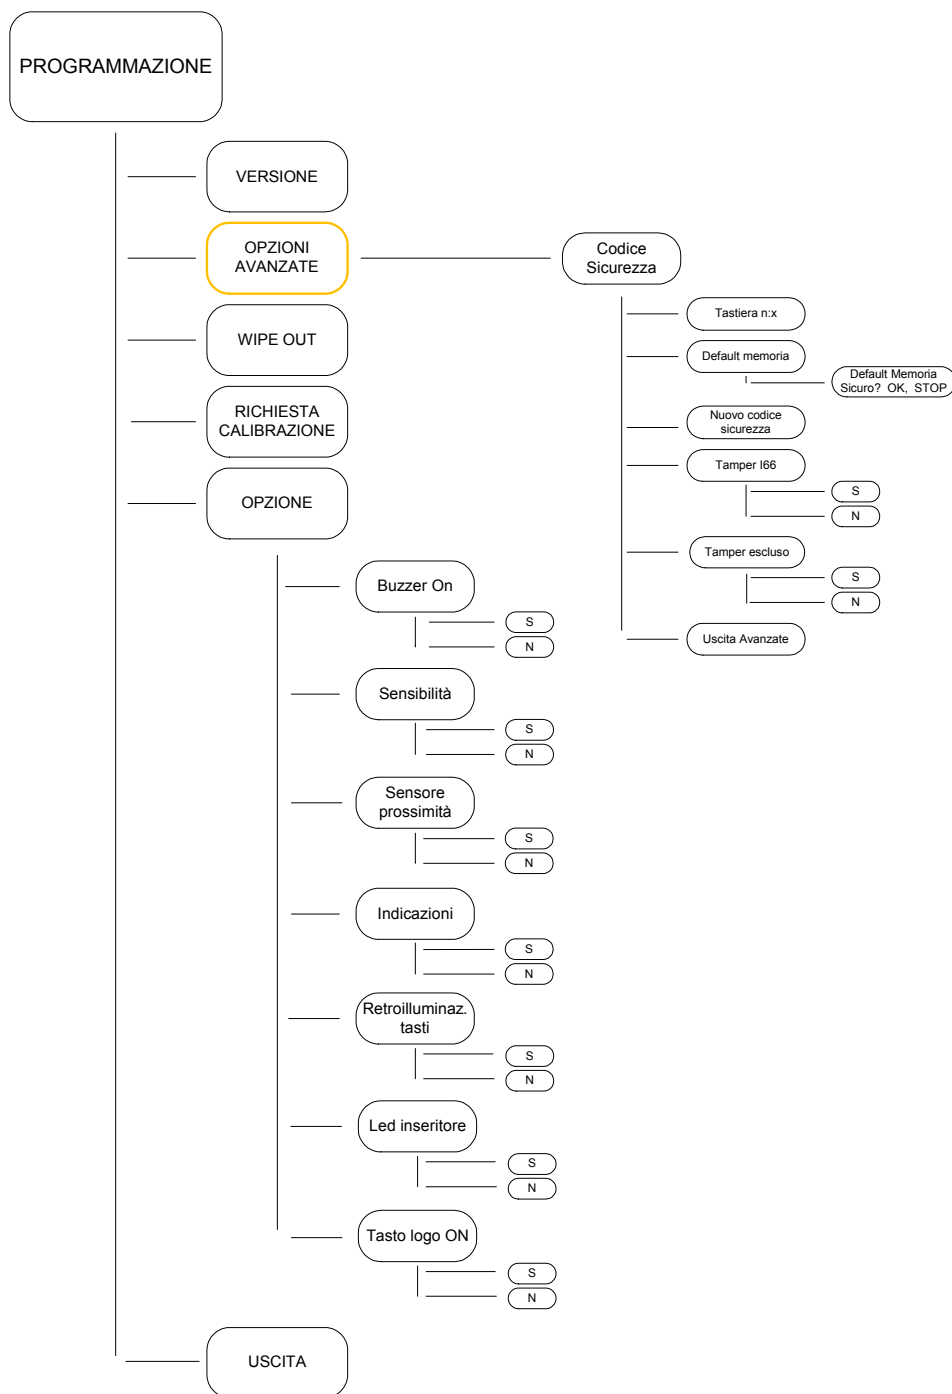 PROGRAMMAZIONE
VERSIONE
OPZIONI
AVANZATE
Codice
Sicurezza
Tastiera n:x
Default memoria
Default Memoria
Sicuro? OK, STOP
Nuovo codice
sicurezza
Tamper I66
S
N
Tamper escluso
S
N
Uscita Avanzate
WIPE OUT
RICHIESTA
CALIBRAZIONE
OPZIONE
Buzzer On
S
N
Sensibilità
S
N
Sensore
prossimità
S
N
Indicazioni
S
N
Retroilluminaz.
tasti
S
N
Led inseritore
S
N
Tasto logo ON
S
N
USCITA